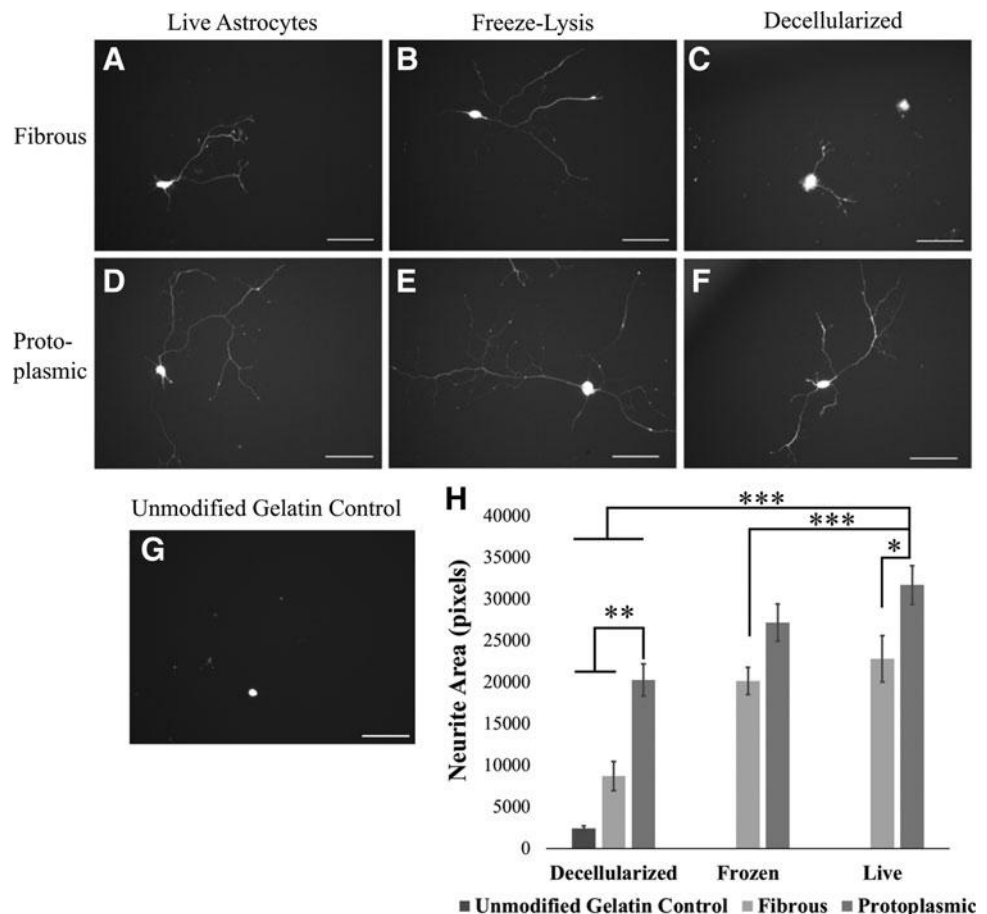 Live Astrocytes
Freeze-Lysis
Decellularized
Fibrous
A
B
C
Proto-
plasmic
D
E
F
Unmodified Gelatin Control
G
H
Neurite Area (pixels)
40000
35000
30000
25000
20000
15000
10000
5000
0
***
***
*
**
Decellularized
Frozen
Live
Unmodified Gelatin Control
Fibrous
Protoplasmic